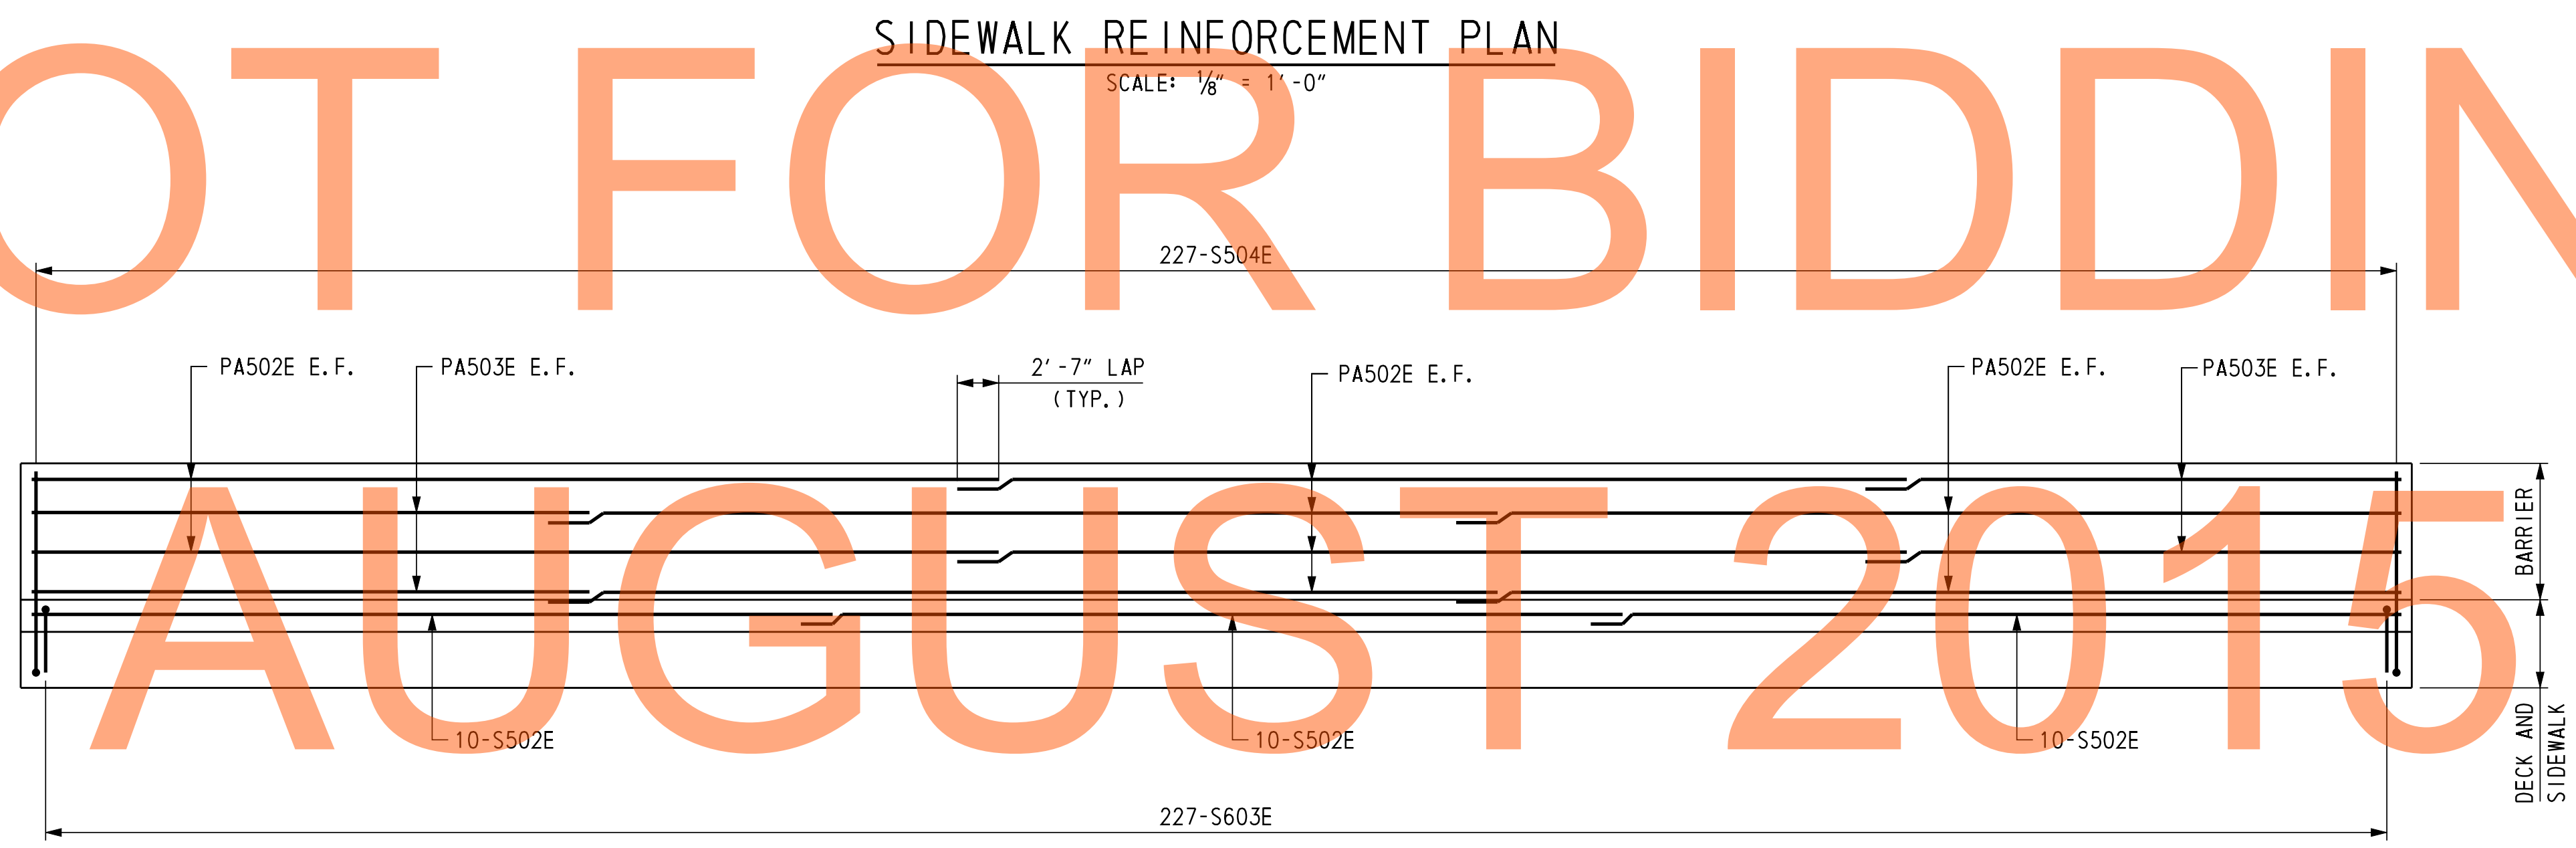 SIDEWALK REINFORCEMENT PLAN
SCALE: ⅛" = 1'-0"
OT FOR BIDDIN
227-S504E
PA502E E.F.
PA503E E.F.
2'-7" LAP
(TYP.)
PA502E E.F.
PA502E E.F.
PA503E E.F.
BARRIER
AUGUST 2015
10-S502E
10-S502E
10-S502E
DECK AND
SIDEWALK
227-S603E